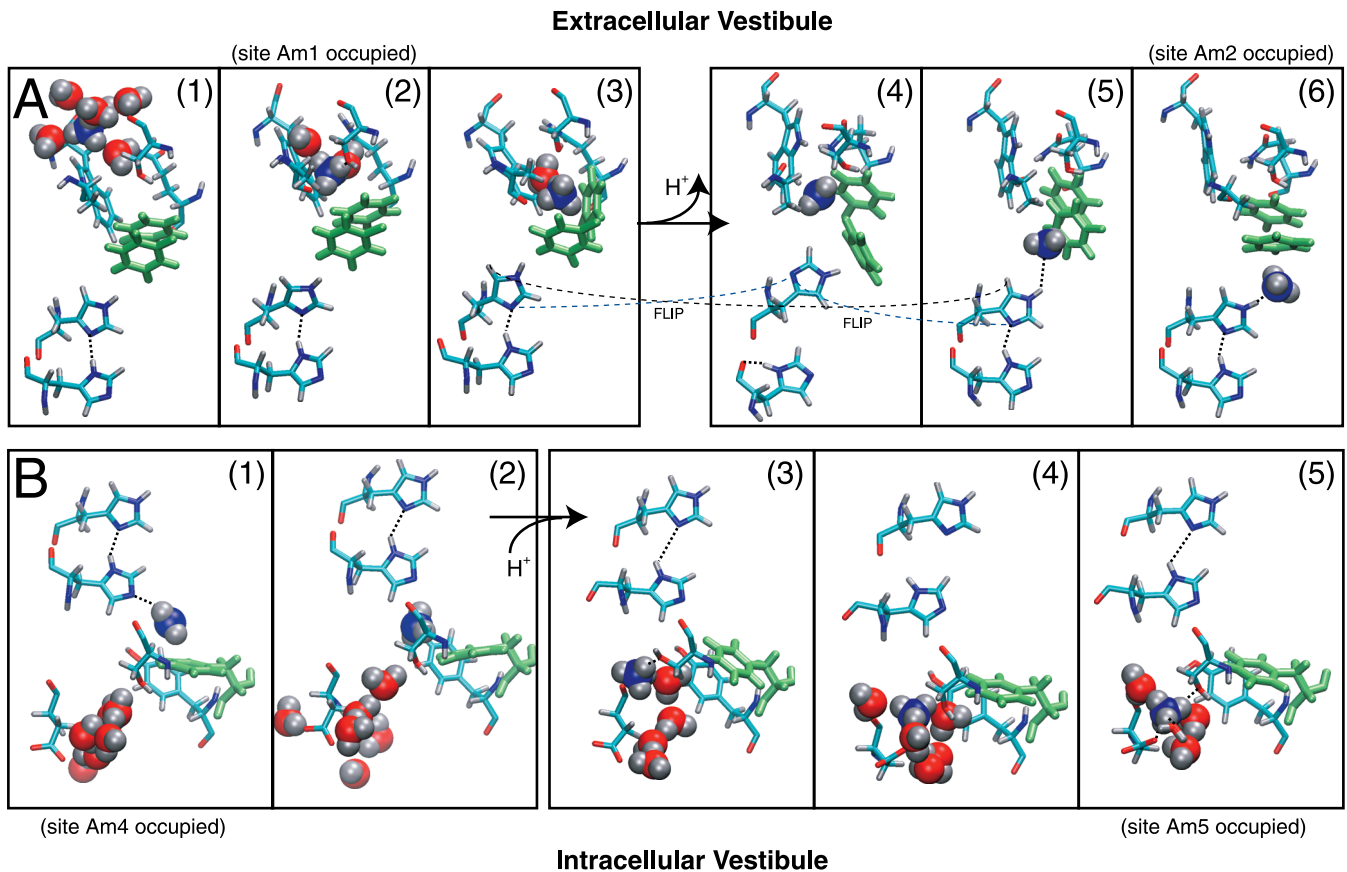 Extracellular Vestibule
(site Am1 occupied)
(site Am2 occupied)
A
(1)
(2)
(3)
H+
(4)
(5)
(6)
FLIP
FLIP
B
(1)
(2)
H+
(3)
(4)
(5)
(site Am4 occupied)
(site Am5 occupied)
Intracellular Vestibule